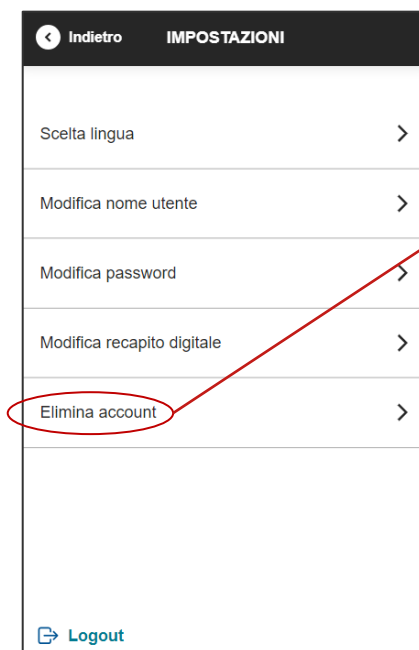 Indietro IMPOSTAZIONI
Scelta lingua
Modifica nome utente
Modifica password
Modifica recapito digitale
Elimina account
Logout